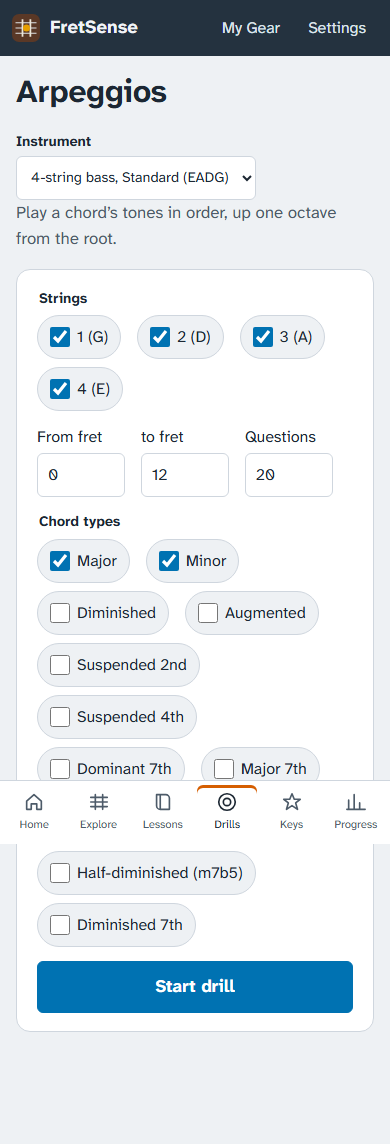 FretSense My Gear Settings
Arpeggios
Instrument
4-string bass, Standard (EADG)
Play a chord's tones in order, up one octave
from the root.
Strings
1 (G) 2 (D) 3 (A)
4 (E)
From fret to fret Questions
0 12 20
Chord types
Major Minor
Diminished Augmented
Suspended 2nd
Suspended 4th
Dominant 7th Major 7th
Home Explore Lessons Drills Keys Progress
Half-diminished (m7b5)
Diminished 7th
Start drill